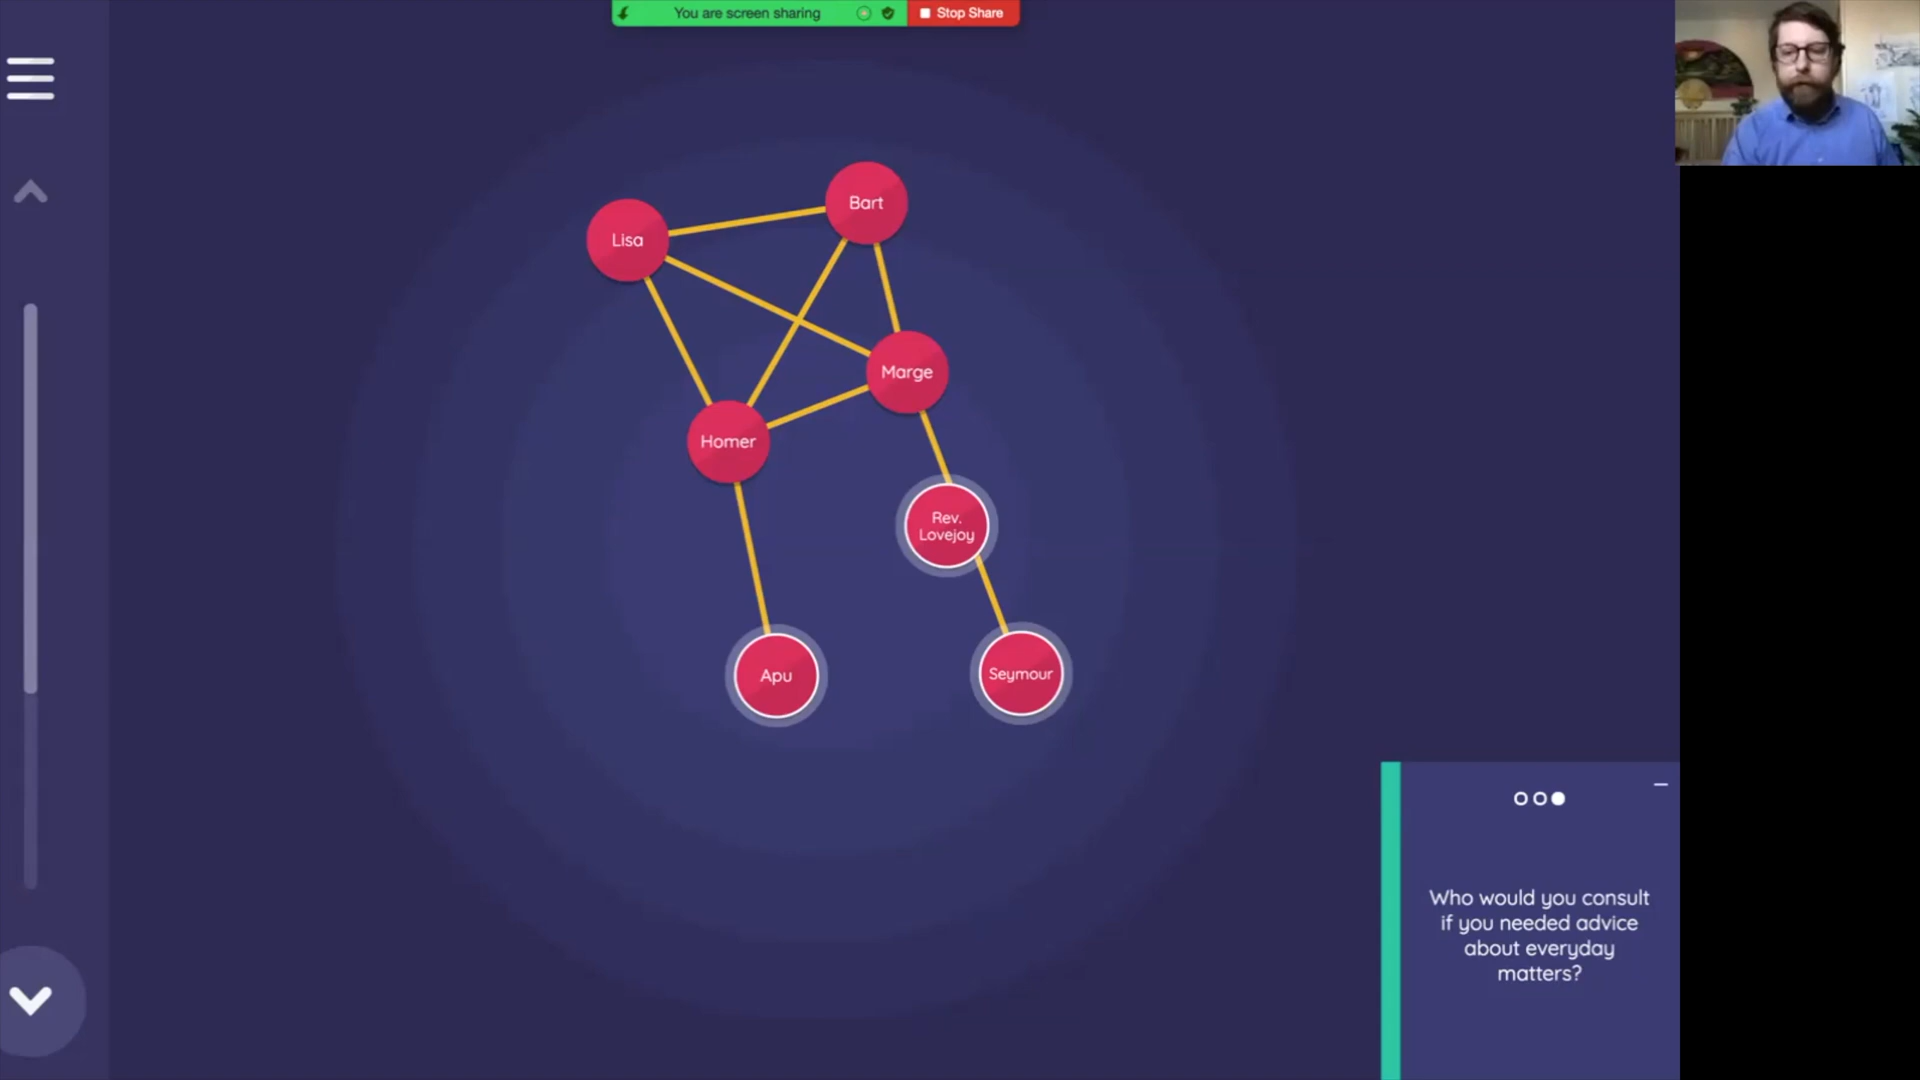 You are screen sharing
Stop Share
Bart
Lisa
Marge
Homer
Rev.
Lovejoy
Apu
Seymour
Who would you consult
if you needed advice
about everyday
matters?